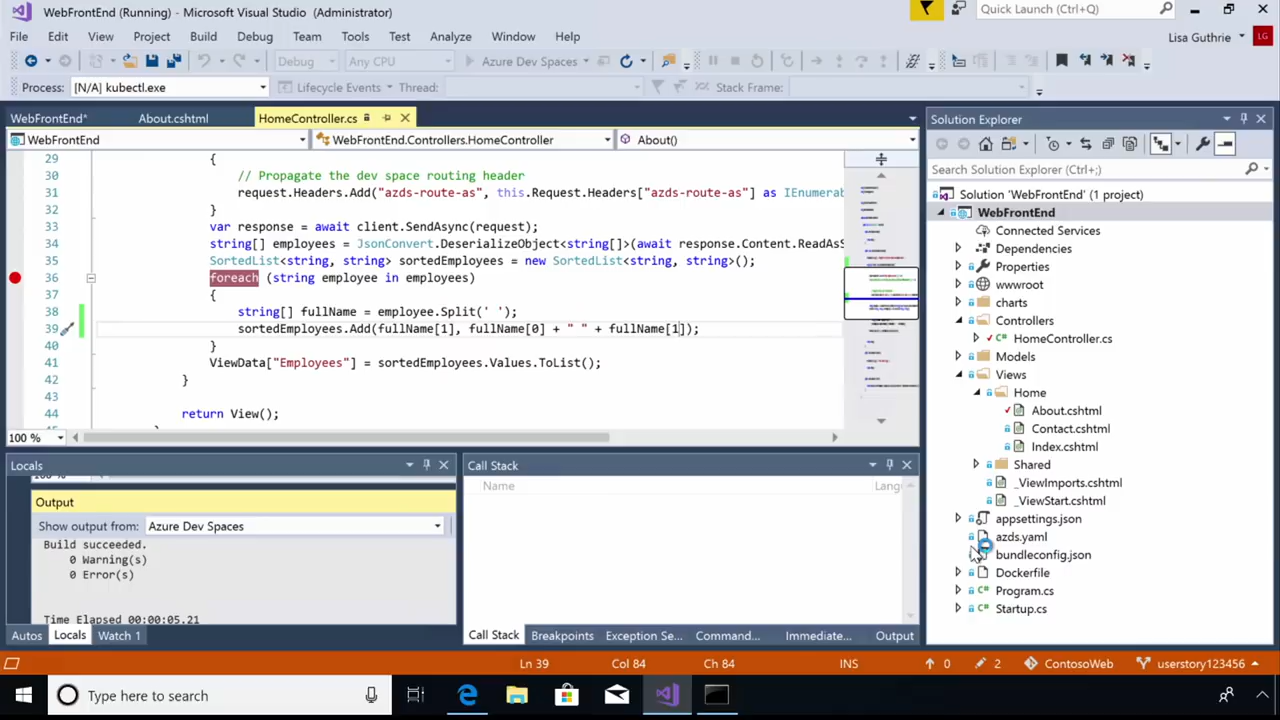 WebFrontEnd (Running) - Microsoft Visual Studio (Administrator)
Quick Launch (Ctrl+Q)
File Edit View Project Build Debug Team Tools Test Analyze Window Help
Lisa Guthrie LG
Debug Any CPU Azure Dev Spaces
Process: [N/A] kubectl.exe Lifecycle Events Thread: Stack Frame:
WebFrontEnd* About.cshtml HomeController.cs
WebFrontEnd WebFrontEnd.Controllers.HomeController About()
29 {
30 // Propagate the dev space routing header
31 request.Headers.Add("azds-route-as", this.Request.Headers["azds-route-as"] as IEnumerab
32 }
33 var response = await client.SendAsync(request);
34 string[] employees = JsonConvert.DeserializeObject<string[]>(await response.Content.ReadAsS
35 SortedList<string, string> sortedEmployees = new SortedList<string, string>();
36 foreach (string employee in employees)
37 {
38 string[] fullName = employee.Split(' ');
39 sortedEmployees.Add(fullName[1], fullName[0] + " " + fullName[1]);
40 }
41 ViewData["Employees"] = sortedEmployees.Values.ToList();
42 }
43
44 return View();
100 %
Solution Explorer
Search Solution Explorer (Ctrl+;)
Solution 'WebFrontEnd' (1 project)
WebFrontEnd
Connected Services
Dependencies
Properties
wwwroot
charts
Controllers
HomeController.cs
Models
Views
Home
About.cshtml
Contact.cshtml
Index.cshtml
Shared
_ViewImports.cshtml
_ViewStart.cshtml
appsettings.json
azds.yaml
bundleconfig.json
Dockerfile
Program.cs
Startup.cs
Locals
Output
Show output from: Azure Dev Spaces
Build succeeded.
0 Warning(s)
0 Error(s)
Time Elapsed 00:00:05.21
Autos Locals Watch 1
Call Stack
Name Lang
Call Stack Breakpoints Exception Se... Command... Immediate... Output
Ln 39 Col 84 Ch 84 INS 0 2 ContosoWeb userstory123456
Type here to search